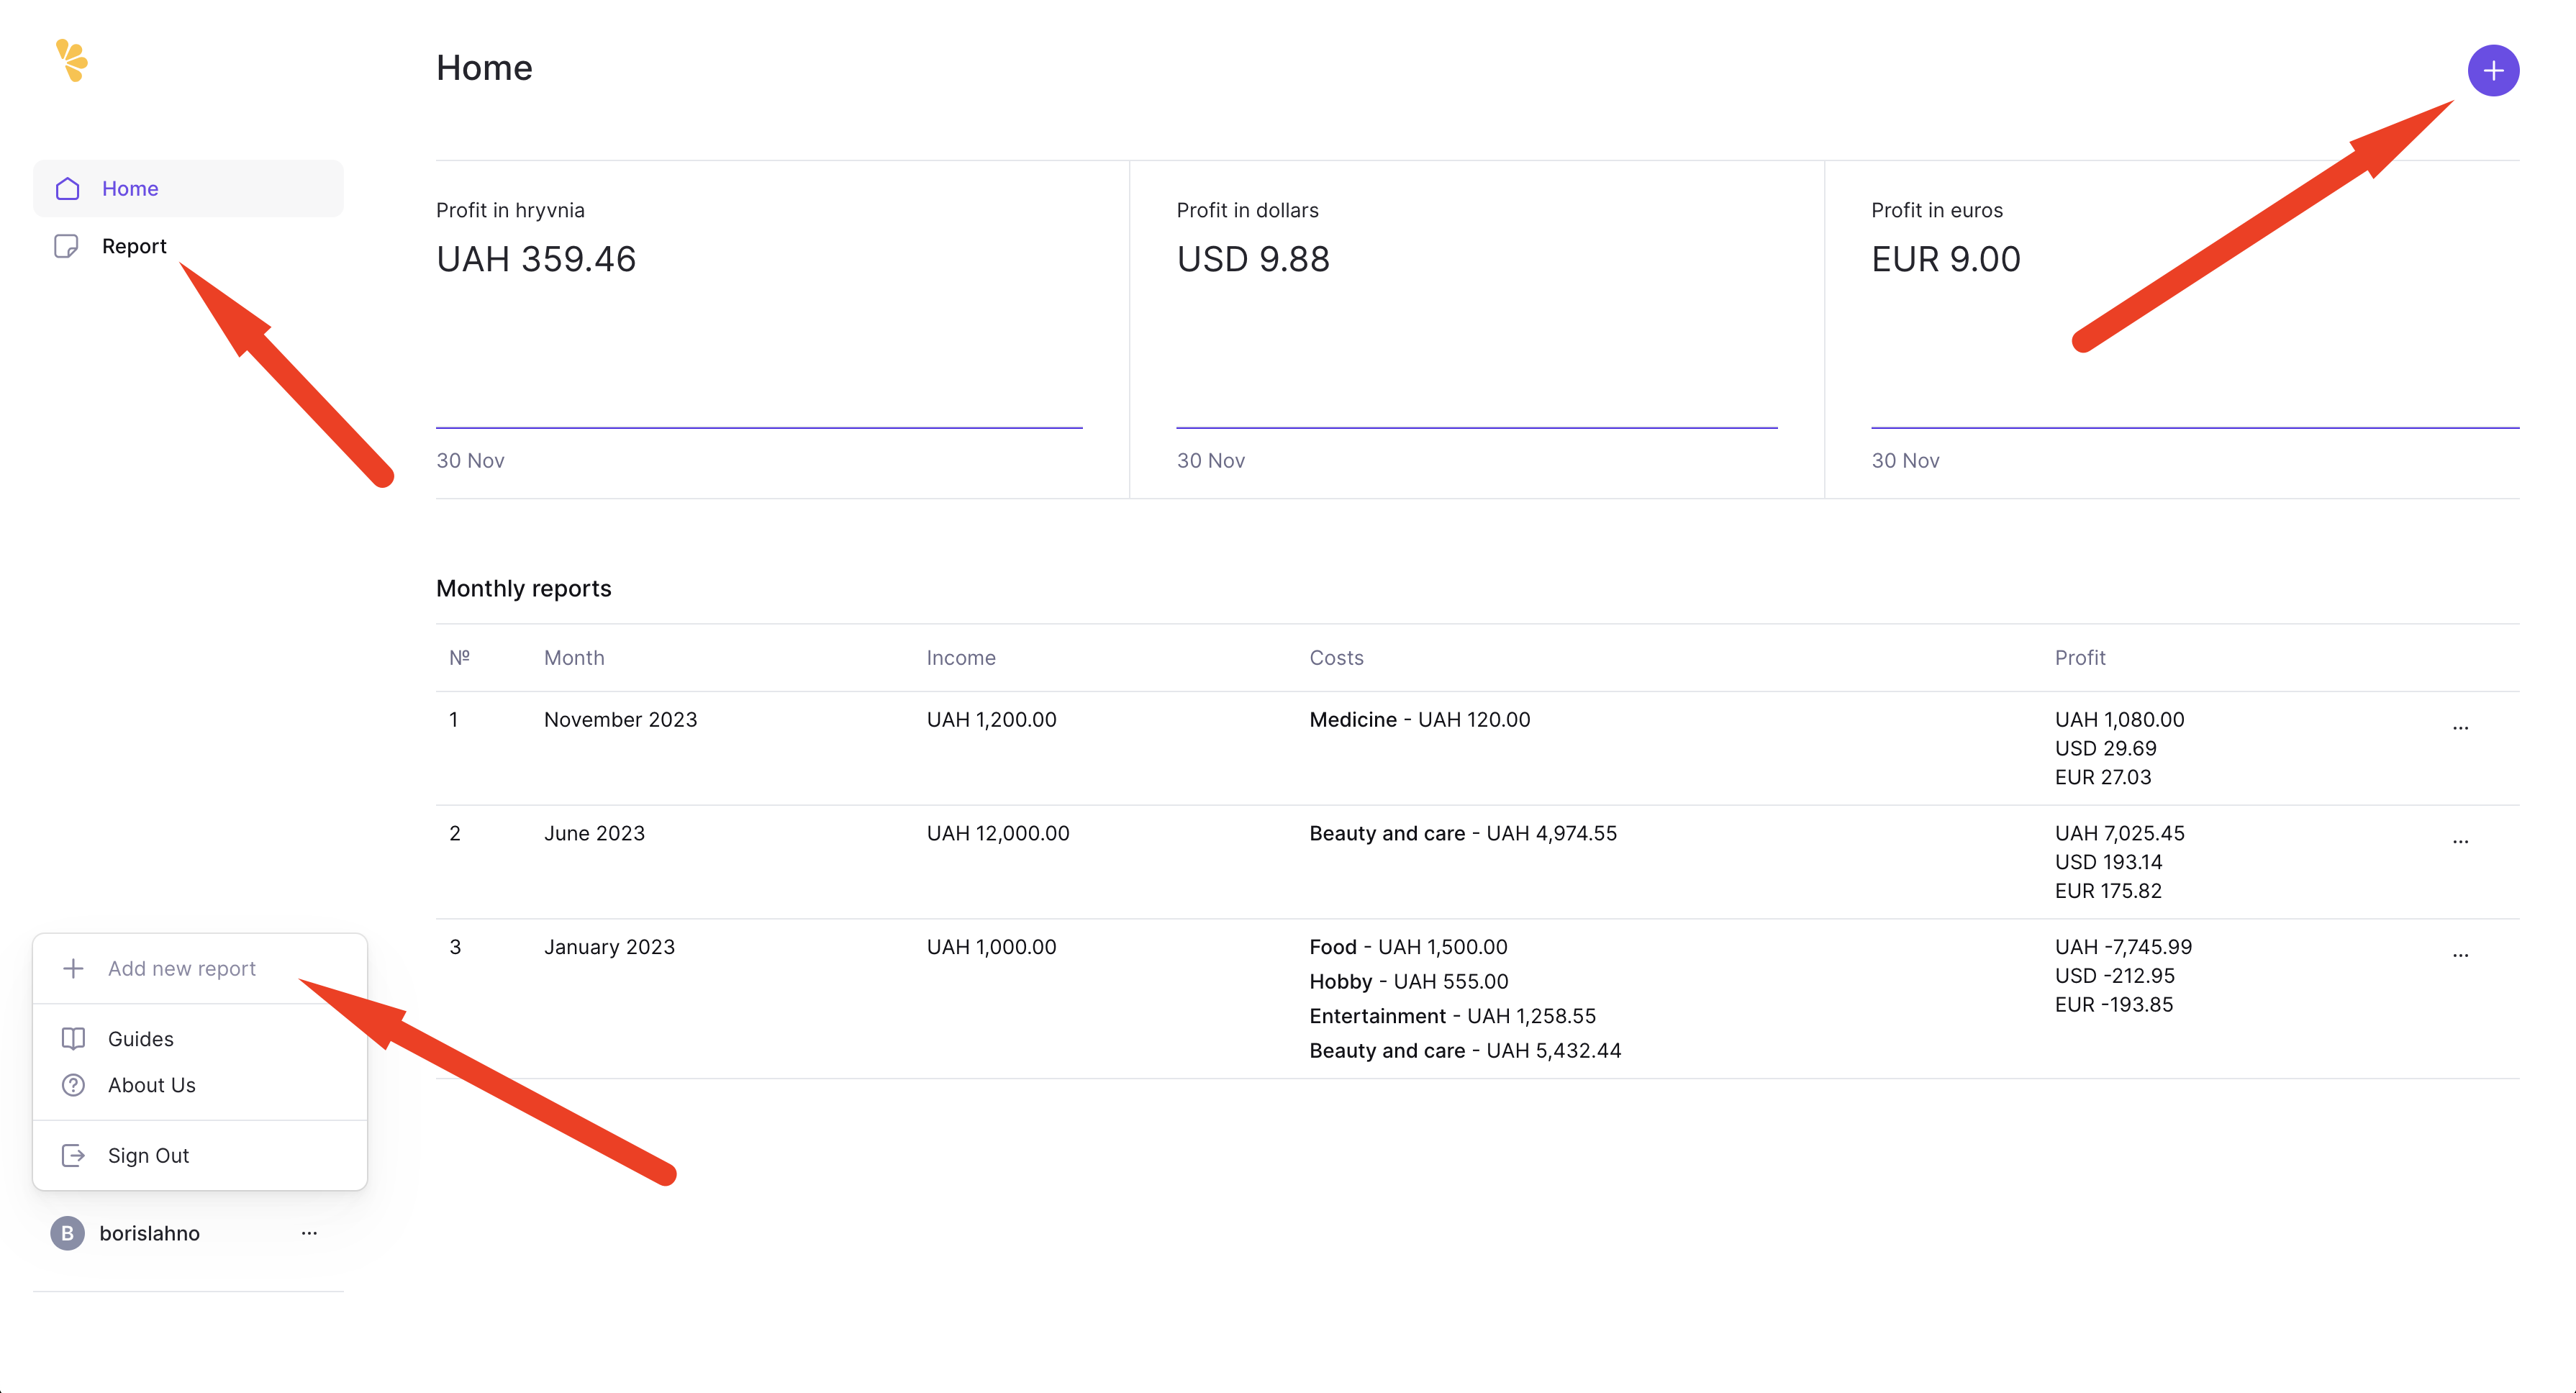 Home
Home
Report
Profit in hryvnia
UAH 359.46
30 Nov
Profit in dollars
USD 9.88
30 Nov
Profit in euros
EUR 9.00
30 Nov
Monthly reports
№ Month Income Costs Profit
1 November 2023 UAH 1,200.00 Medicine - UAH 120.00 UAH 1,080.00 ...
USD 29.69
EUR 27.03
2 June 2023 UAH 12,000.00 Beauty and care - UAH 4,974.55 UAH 7,025.45 ...
USD 193.14
EUR 175.82
3 January 2023 UAH 1,000.00 Food - UAH 1,500.00 UAH -7,745.99 ...
Hobby - UAH 555.00 USD -212.95
Entertainment - UAH 1,258.55 EUR -193.85
Beauty and care - UAH 5,432.44
Add new report
Guides
About Us
Sign Out
B borislahno ...